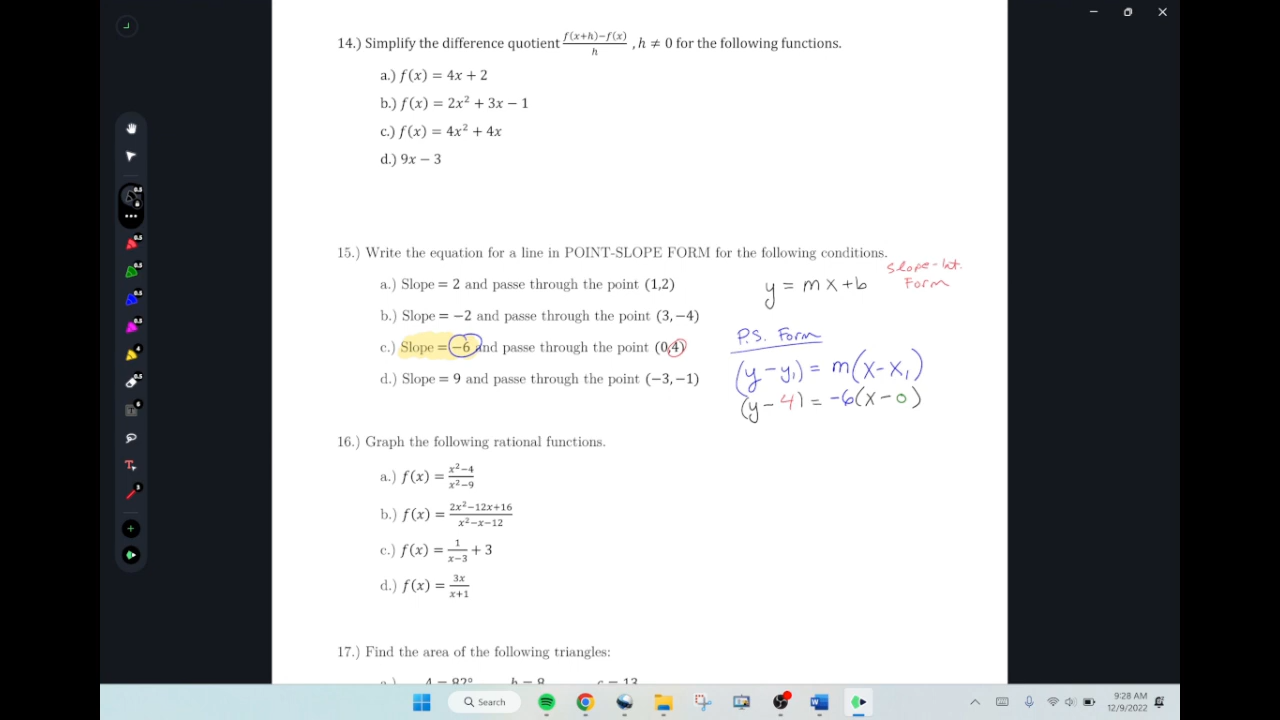 14.) Simplify the difference quotient f(x+h)−f(x)/h , h ≠ 0 for the following functions.
a.) f(x) = 4x + 2
b.) f(x) = 2x² + 3x − 1
c.) f(x) = 4x² + 4x
d.) 9x − 3
15.) Write the equation for a line in POINT-SLOPE FORM for the following conditions.
slope-Int.
Form
a.) Slope = 2 and passe through the point (1,2)
y = mx+b
b.) Slope = −2 and passe through the point (3,−4)
P.S. Form
c.) Slope = −6 and passe through the point (0,4)
(y-y₁) = m(x-x₁)
d.) Slope = 9 and passe through the point (−3,−1)
(y-4) = -6(x-0)
16.) Graph the following rational functions.
a.) f(x) = x²−4/x²−9
b.) f(x) = 2x²−12x+16/x²−x−12
c.) f(x) = 1/x−3 + 3
d.) f(x) = 3x/x+1
17.) Find the area of the following triangles:
Search
9:28 AM
12/9/2022